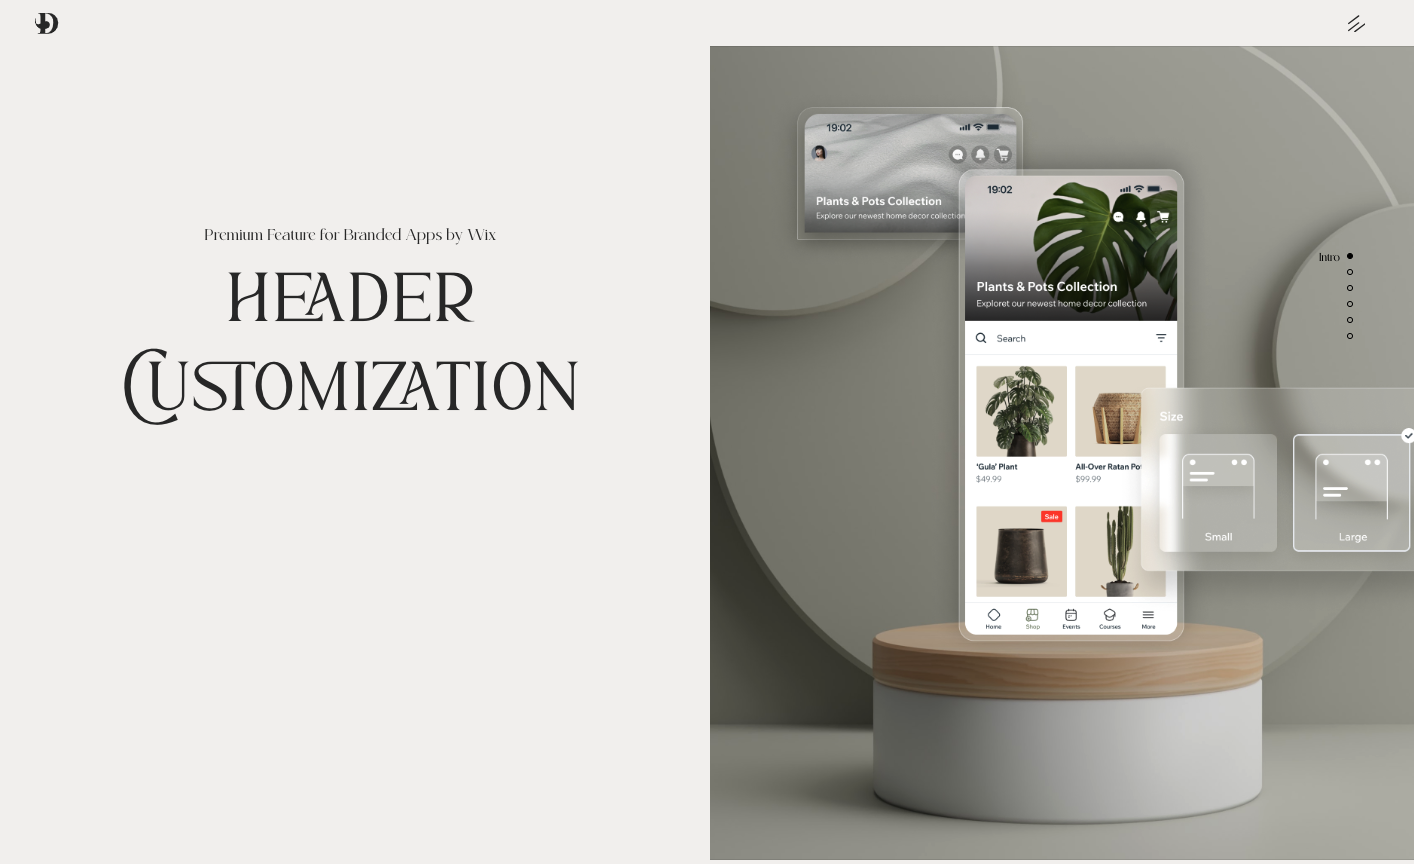 Premium Feature for Branded Apps by Wix
HEADER
CUSTOMIZATION
19:02
Plants & Pots Collection
Explore our newest home decor collection
19:02
Plants & Pots Collection
Exploret our newest home decor collection
Search
'Gula' Plant
$49.99
All-Over Ratan Po
$99.99
Sale
Home
Shop
Events
Courses
More
Intro
Size
Small
Large